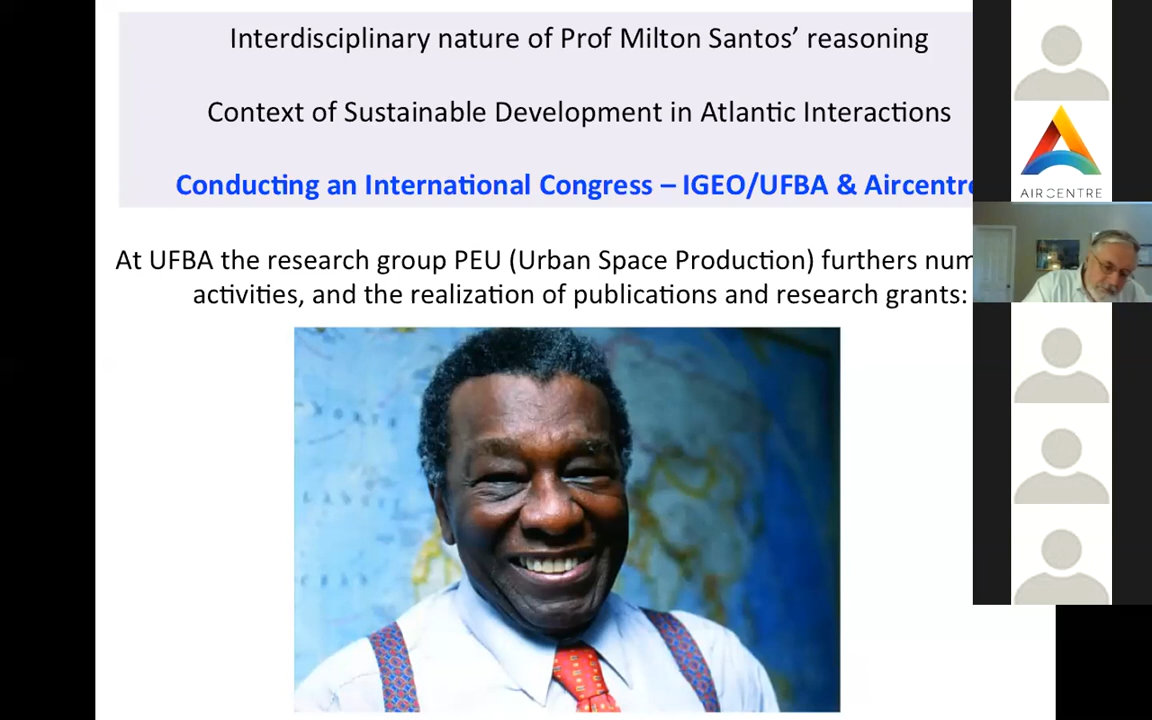 Interdisciplinary nature of Prof Milton Santos’ reasoning
Context of Sustainable Development in Atlantic Interactions
Conducting an International Congress – IGEO/UFBA & Aircentre
At UFBA the research group PEU (Urban Space Production) furthers
activities, and the realization of publications and research grants:
AIRCENTRE